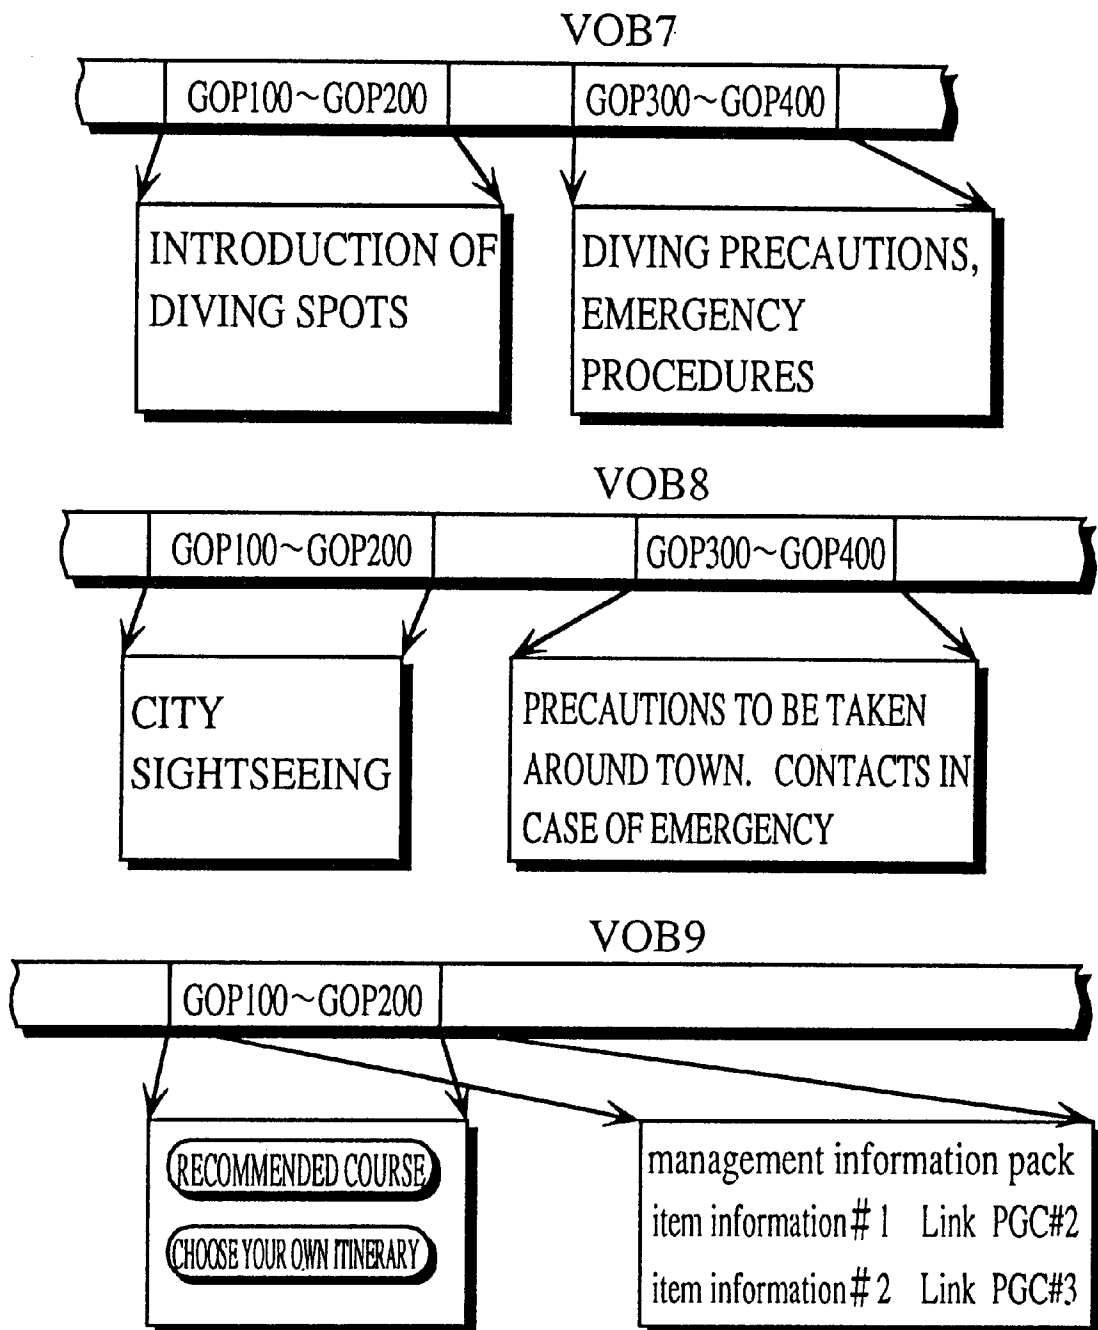 VOB7
GOP100~GOP200
GOP300~GOP400
INTRODUCTION OF
DIVING SPOTS
DIVING PRECAUTIONS,
EMERGENCY
PROCEDURES
VOB8
GOP100~GOP200
GOP300~GOP400
CITY
SIGHTSEEING
PRECAUTIONS TO BE TAKEN
AROUND TOWN. CONTACTS IN
CASE OF EMERGENCY
VOB9
GOP100~GOP200
RECOMMENDED COURSE
CHOOSE YOUR OWN ITINERARY
management information pack
item information # 1 Link PGC#2
item information # 2 Link PGC#3